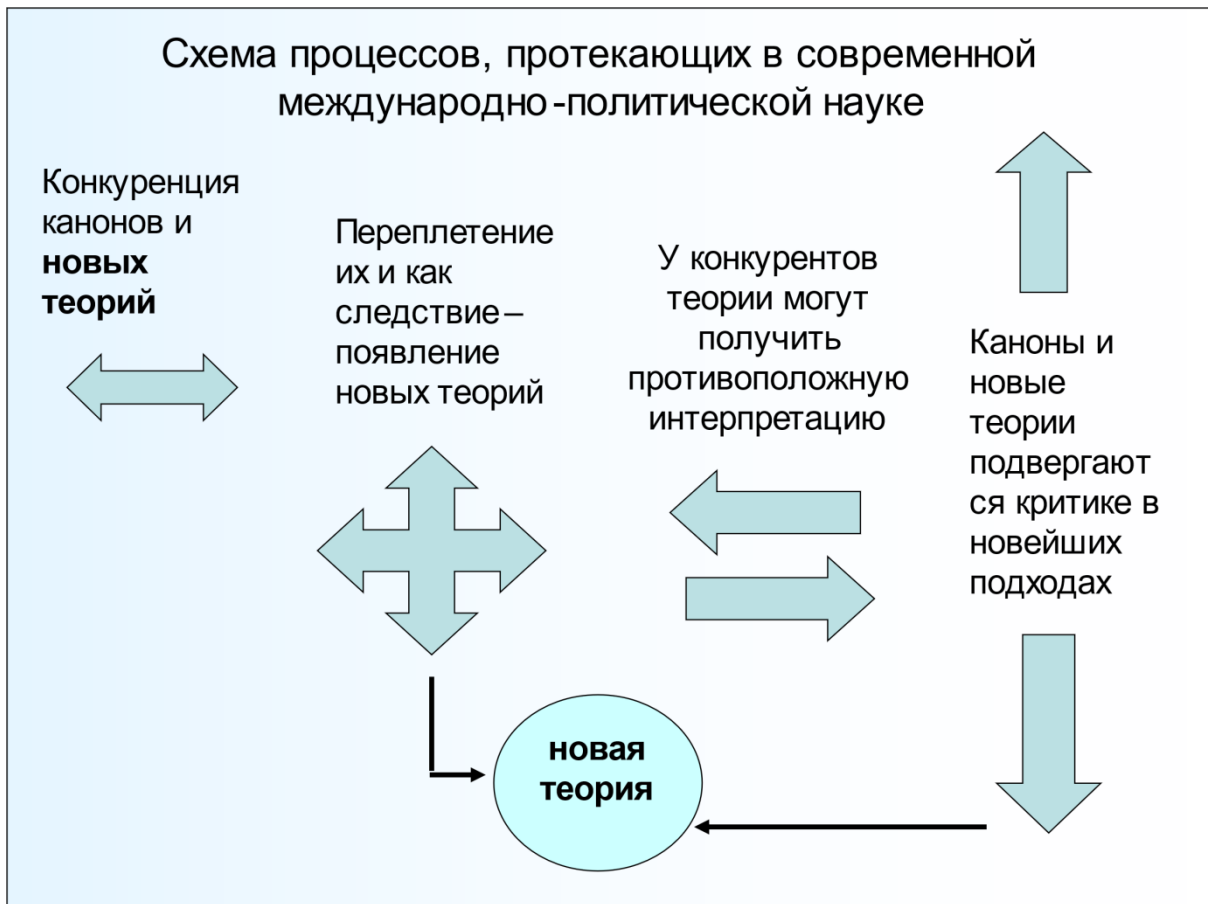 Схема процессов, протекающих в современной
международно-политической науке
Конкуренция
канонов и
новых
теорий
Переплетение
их и как
следствие –
появление
новых теорий
У конкурентов
теории могут
получить
противоположную
интерпретацию
Каноны и
новые
теории
подвергают
ся критике в
новейших
подходах
новая
теория